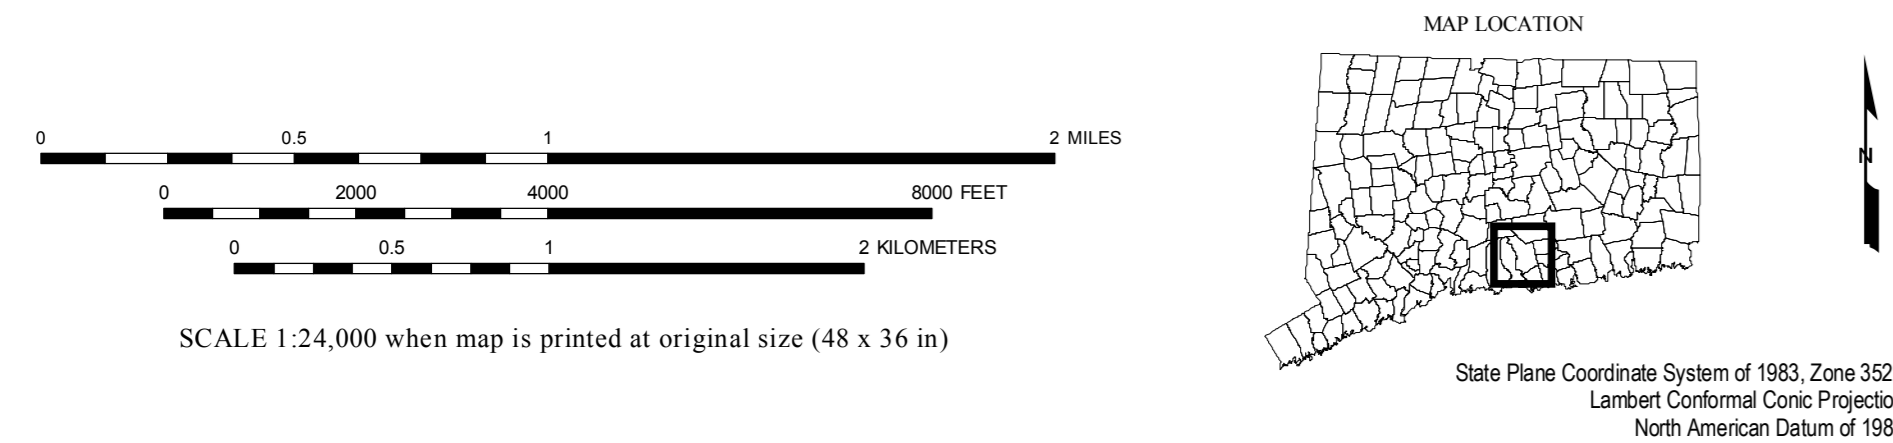 MAP LOCATION
0 0.5 1 2 MILES
0 2000 4000 8000 FEET
0 0.5 1 2 KILOMETERS
SCALE 1:24,000 when map is printed at original size (48 x 36 in)
N
State Plane Coordinate System of 1983, Zone 352
Lambert Conformal Conic Projectio
North American Datum of 198